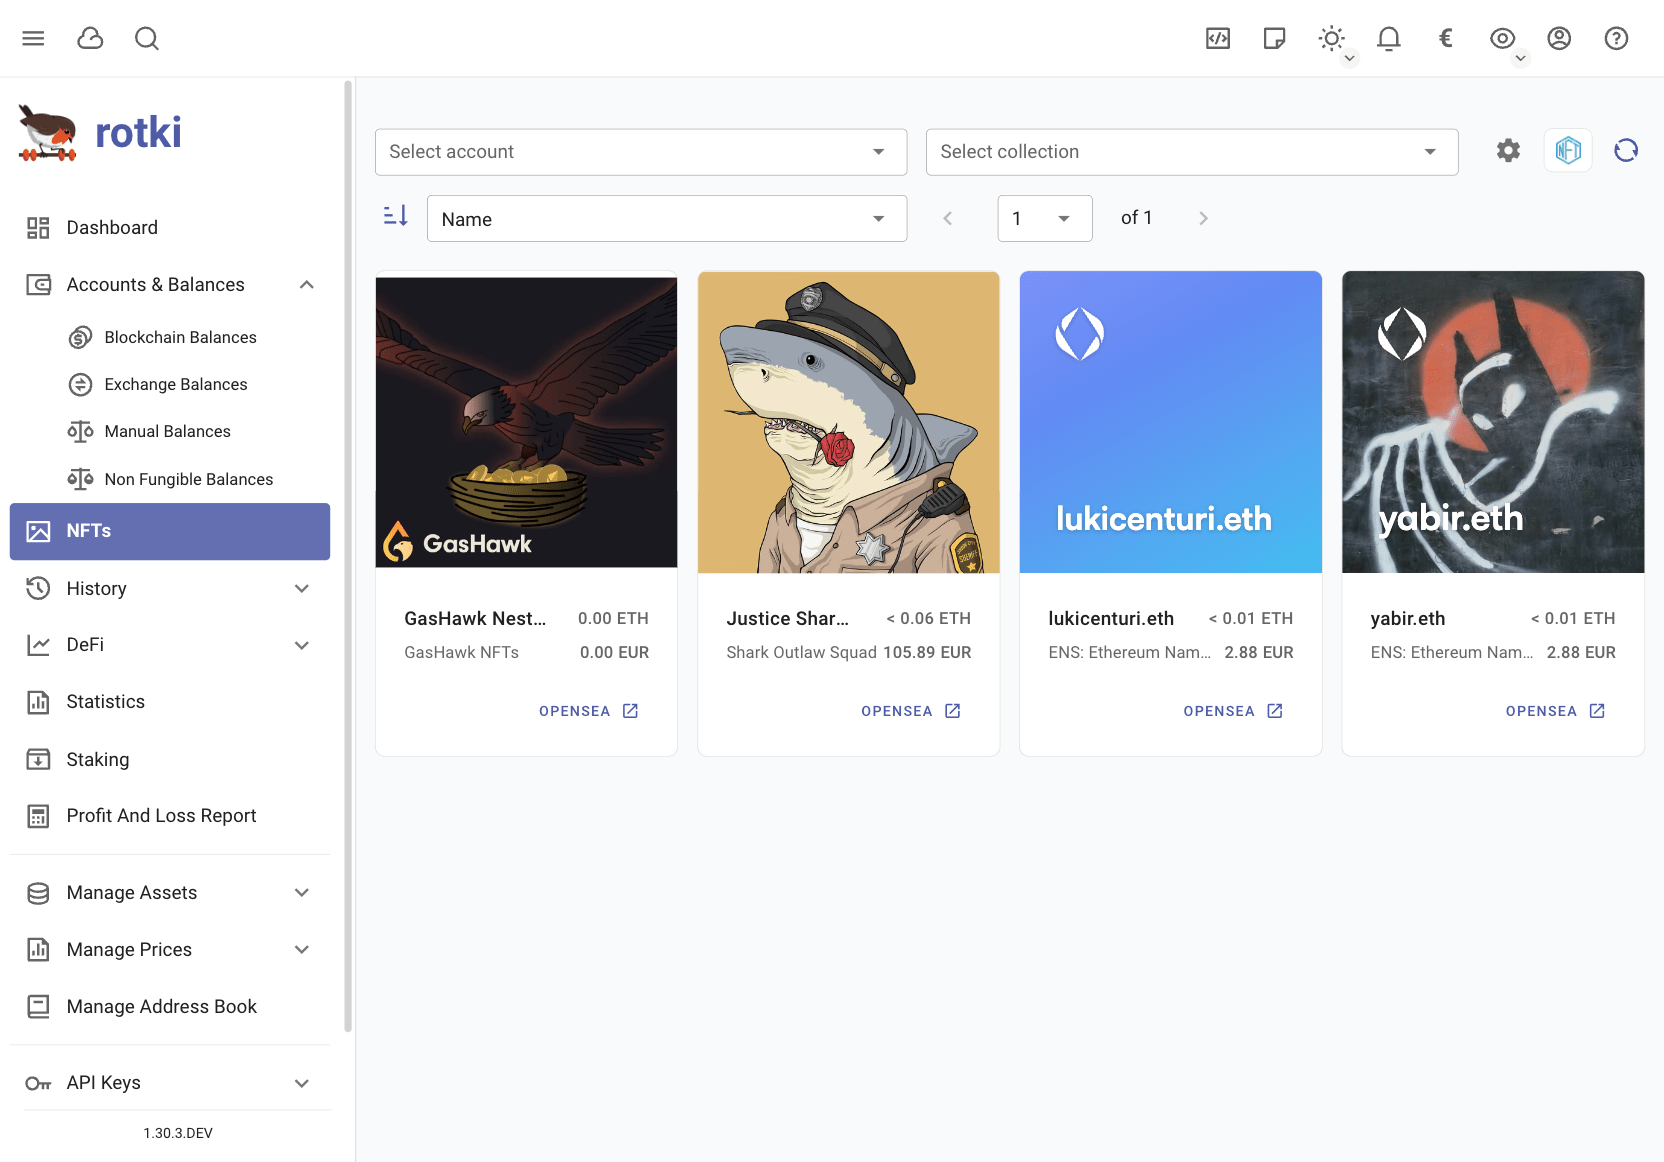 €
rotki
Select account
Select collection
Name
1
of 1
Dashboard
Accounts & Balances
Blockchain Balances
Exchange Balances
Manual Balances
Non Fungible Balances
NFTs
History
DeFi
Statistics
Staking
Profit And Loss Report
Manage Assets
Manage Prices
Manage Address Book
API Keys
1.30.3.DEV
NFT
GasHawk
SHERIFF
lukicenturi.eth
yabir.eth
GasHawk Nest... 0.00 ETH
GasHawk NFTs 0.00 EUR
OPENSEA
Justice Shar... < 0.06 ETH
Shark Outlaw Squad 105.89 EUR
OPENSEA
lukicenturi.eth < 0.01 ETH
ENS: Ethereum Nam... 2.88 EUR
OPENSEA
yabir.eth < 0.01 ETH
ENS: Ethereum Nam... 2.88 EUR
OPENSEA